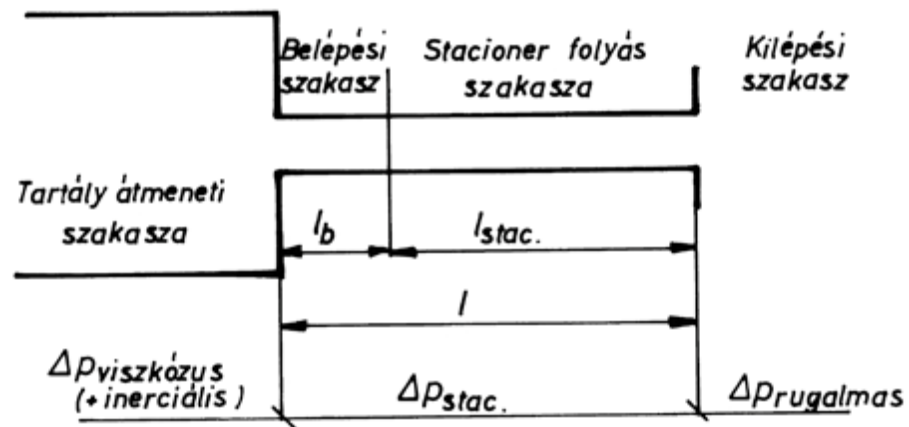 Belépési
szakasz
Stacioner folyás
szakasza
Kilépési
szakasz
Tartály átmeneti
szakasza
l_b
l_stac.
l
Δp_viszkózus
(+inerciális)
Δp_stac.
Δp_rugalmas